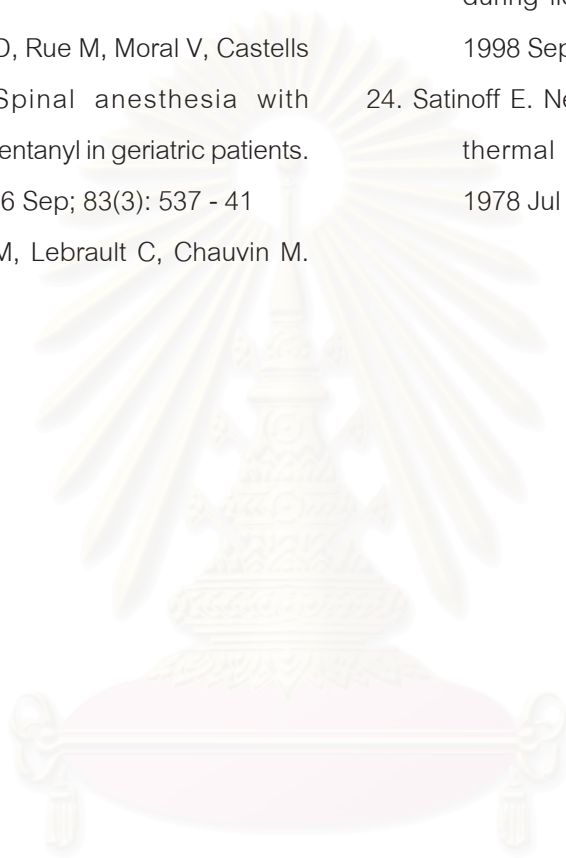 O, Rue M, Moral V, Castells
Spinal anesthesia with
entanyl in geriatric patients.
6 Sep; 83(3): 537 - 41
M, Lebrault C, Chauvin M.
1998 Sep
24. Satinoff E. Ne
thermal
1978 Jul